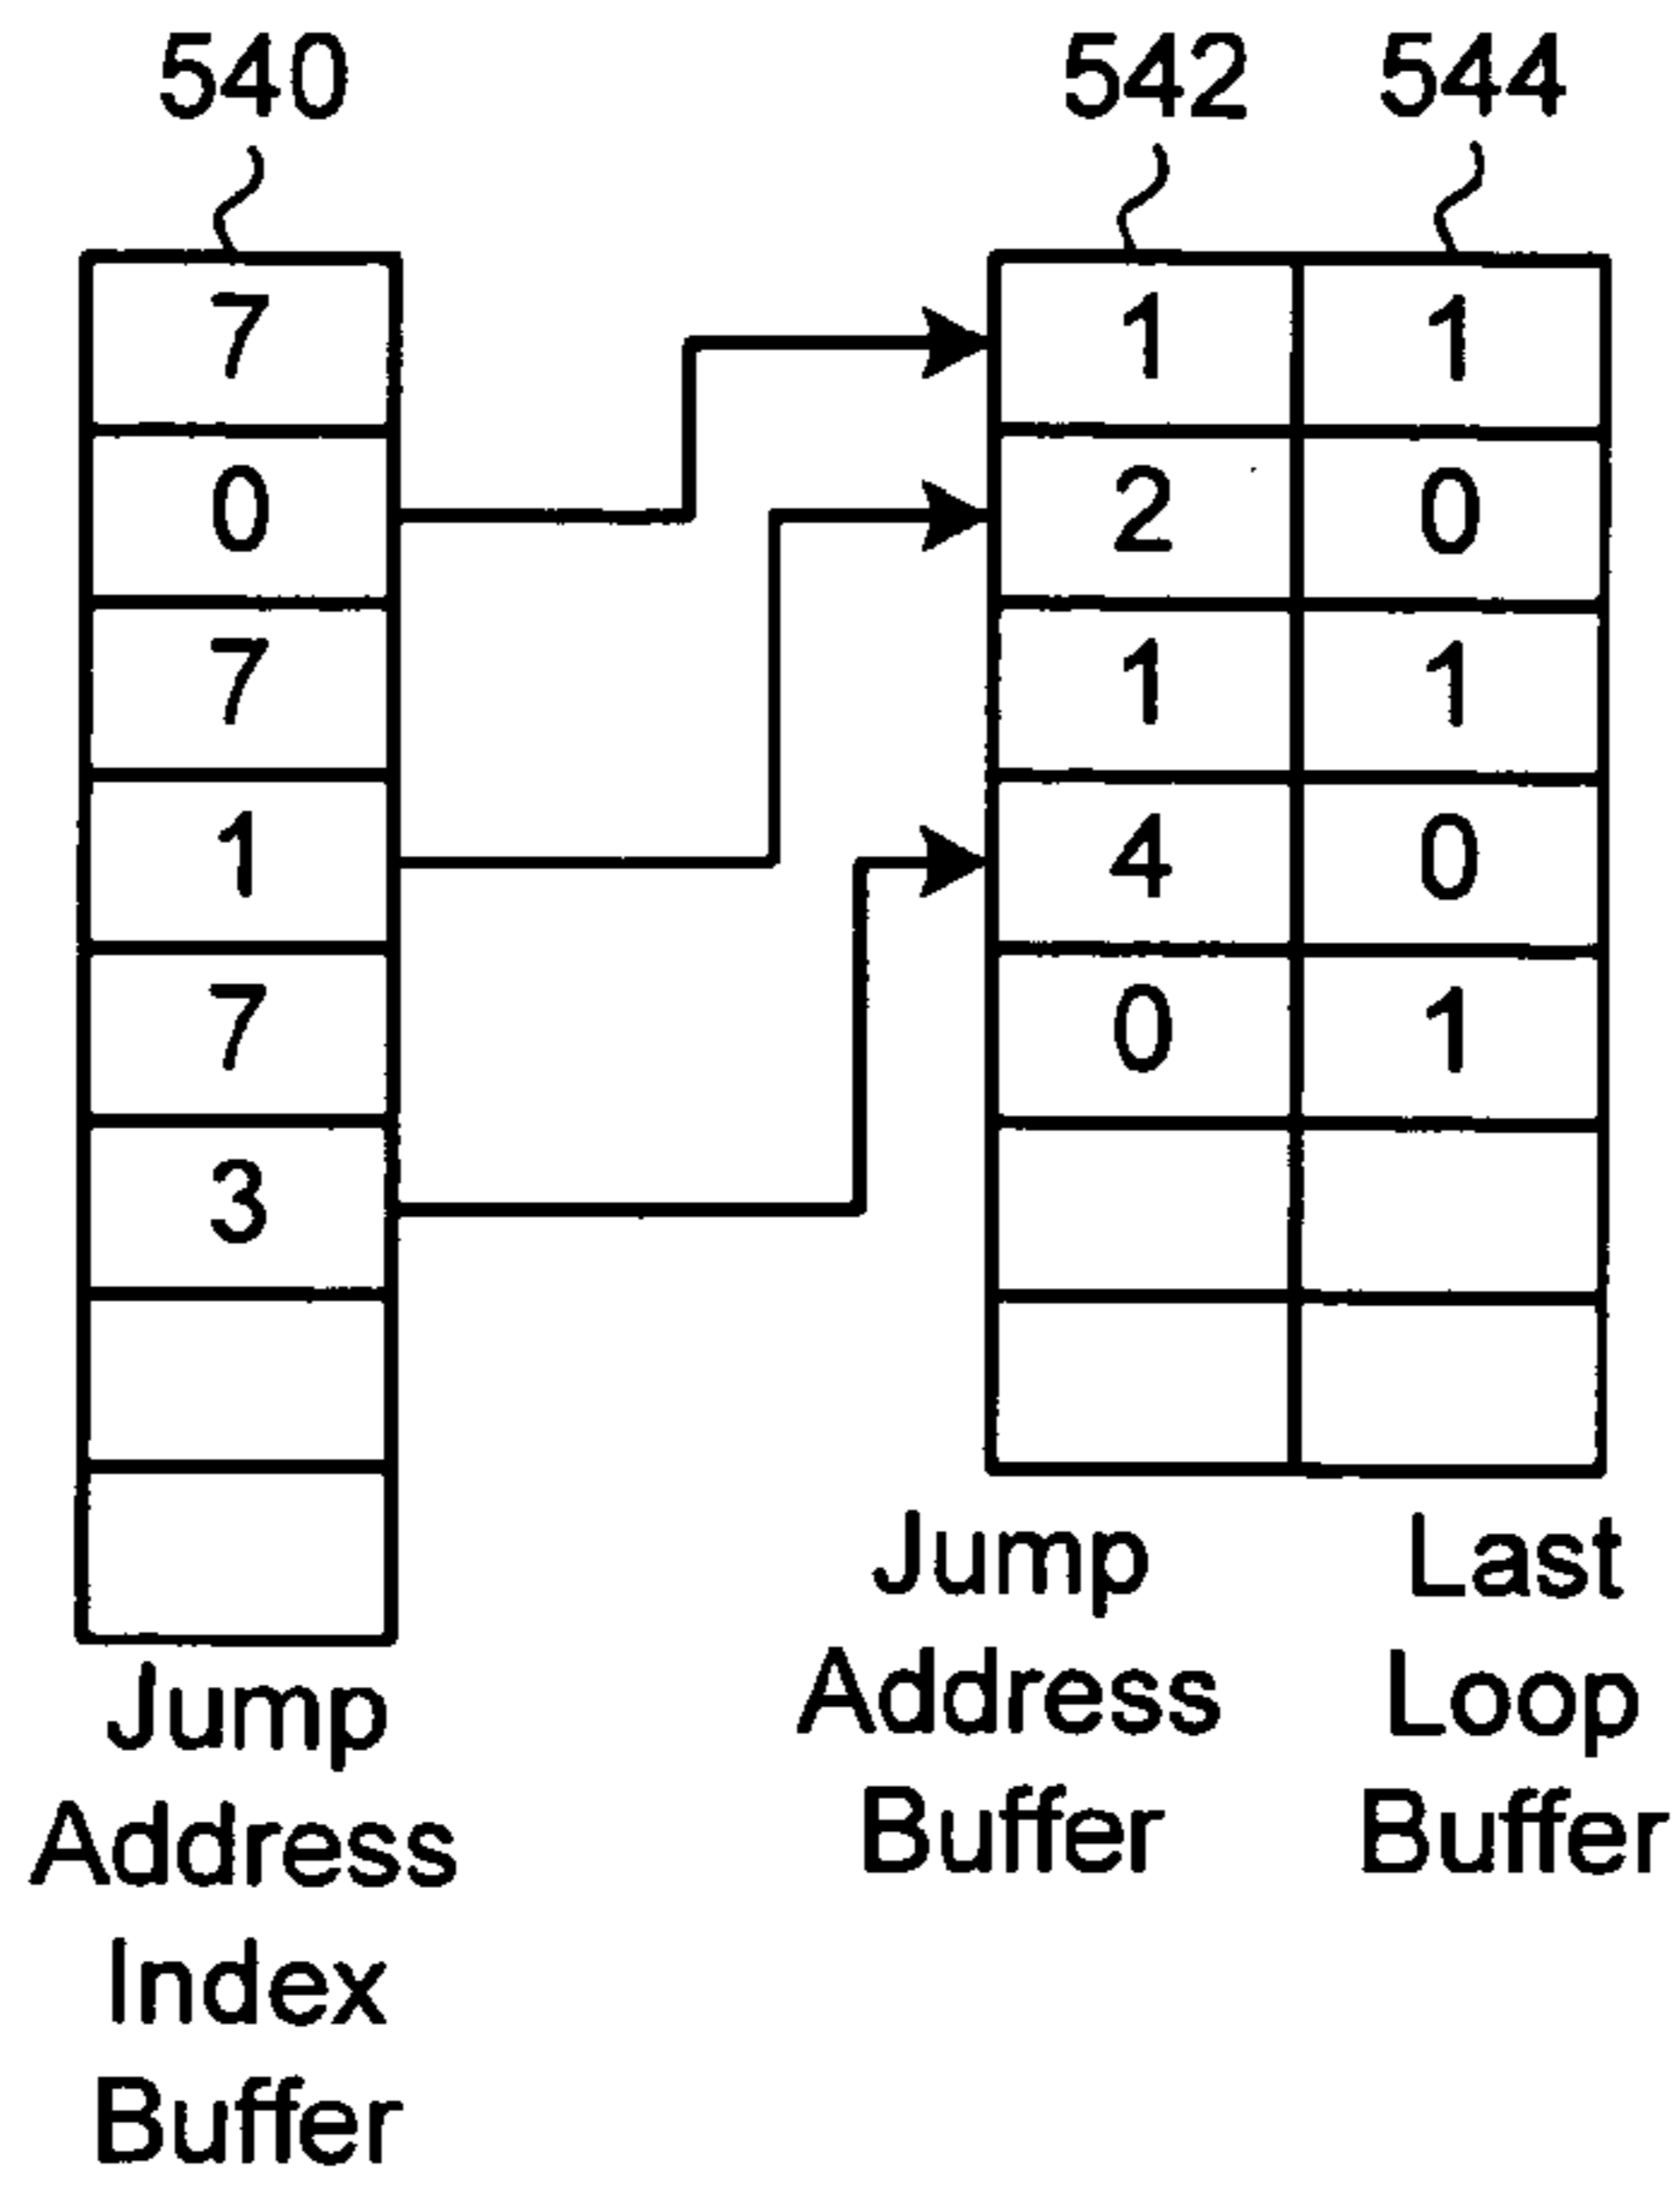 540 542 544
7 1 1
0 2 0
7 1 1
1 4 0
7 0 1
3
Jump
Address
Index
Buffer
Jump
Address
Buffer
Last
Loop
Buffer